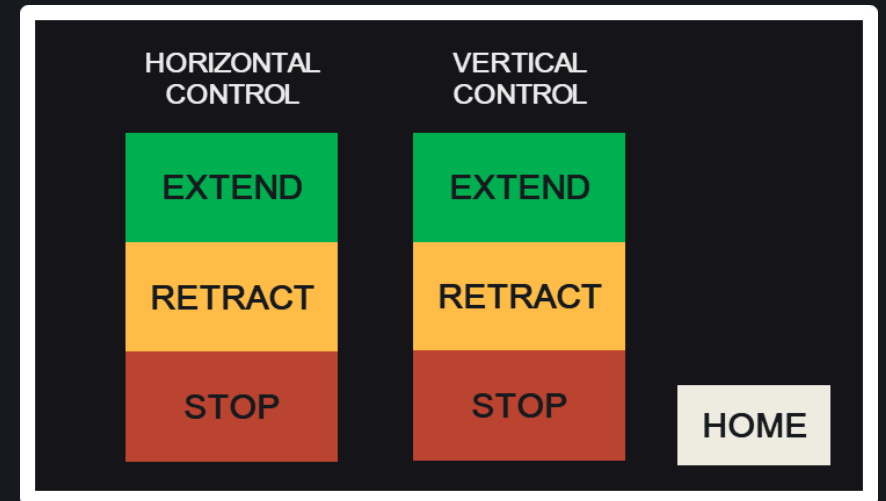 HORIZONTAL
CONTROL
EXTEND
RETRACT
STOP
VERTICAL
CONTROL
EXTEND
RETRACT
STOP
HOME